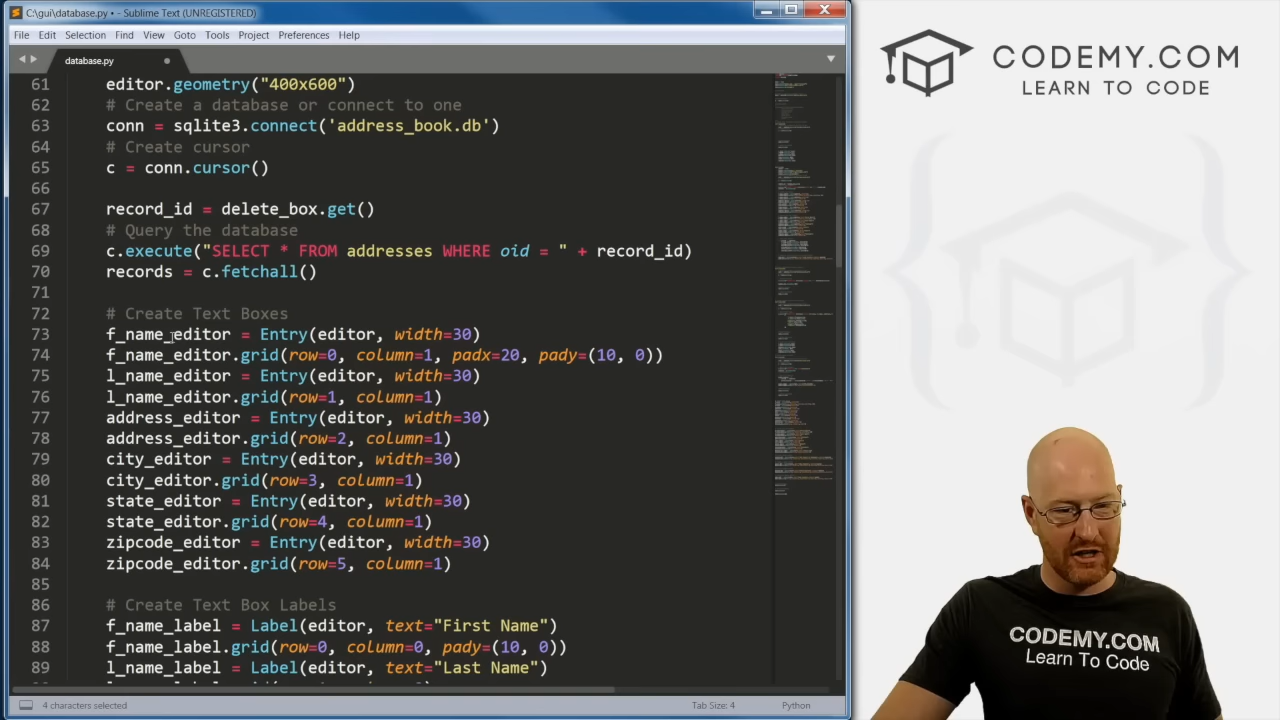 C:\gui\database.py • - Sublime Text (UNREGISTERED)
File Edit Selection Find View Goto Tools Project Preferences Help
database.py
61 editor.geometry("400x600")
62 # Create a database or connect to one
63 conn = sqlite3.connect('address_book.db')
64 # Create cursor
65 c = conn.cursor()
66
67 record_id = delete_box.get()
68 # Query the database
69 c.execute("SELECT * FROM addresses WHERE oid = " + record_id)
70 records = c.fetchall()
71
72 # Create Text Boxes
73 f_name_editor = Entry(editor, width=30)
74 f_name_editor.grid(row=0, column=1, padx=20, pady=(10, 0))
75 l_name_editor = Entry(editor, width=30)
76 l_name_editor.grid(row=1, column=1)
77 address_editor = Entry(editor, width=30)
78 address_editor.grid(row=2, column=1)
79 city_editor = Entry(editor, width=30)
80 city_editor.grid(row=3, column=1)
81 state_editor = Entry(editor, width=30)
82 state_editor.grid(row=4, column=1)
83 zipcode_editor = Entry(editor, width=30)
84 zipcode_editor.grid(row=5, column=1)
85
86 # Create Text Box Labels
87 f_name_label = Label(editor, text="First Name")
88 f_name_label.grid(row=0, column=0, pady=(10, 0))
89 l_name_label = Label(editor, text="Last Name")
4 characters selected Tab Size: 4 Python
CODEMY.COM
LEARN TO CODE
CODEMY.COM
Learn To Code